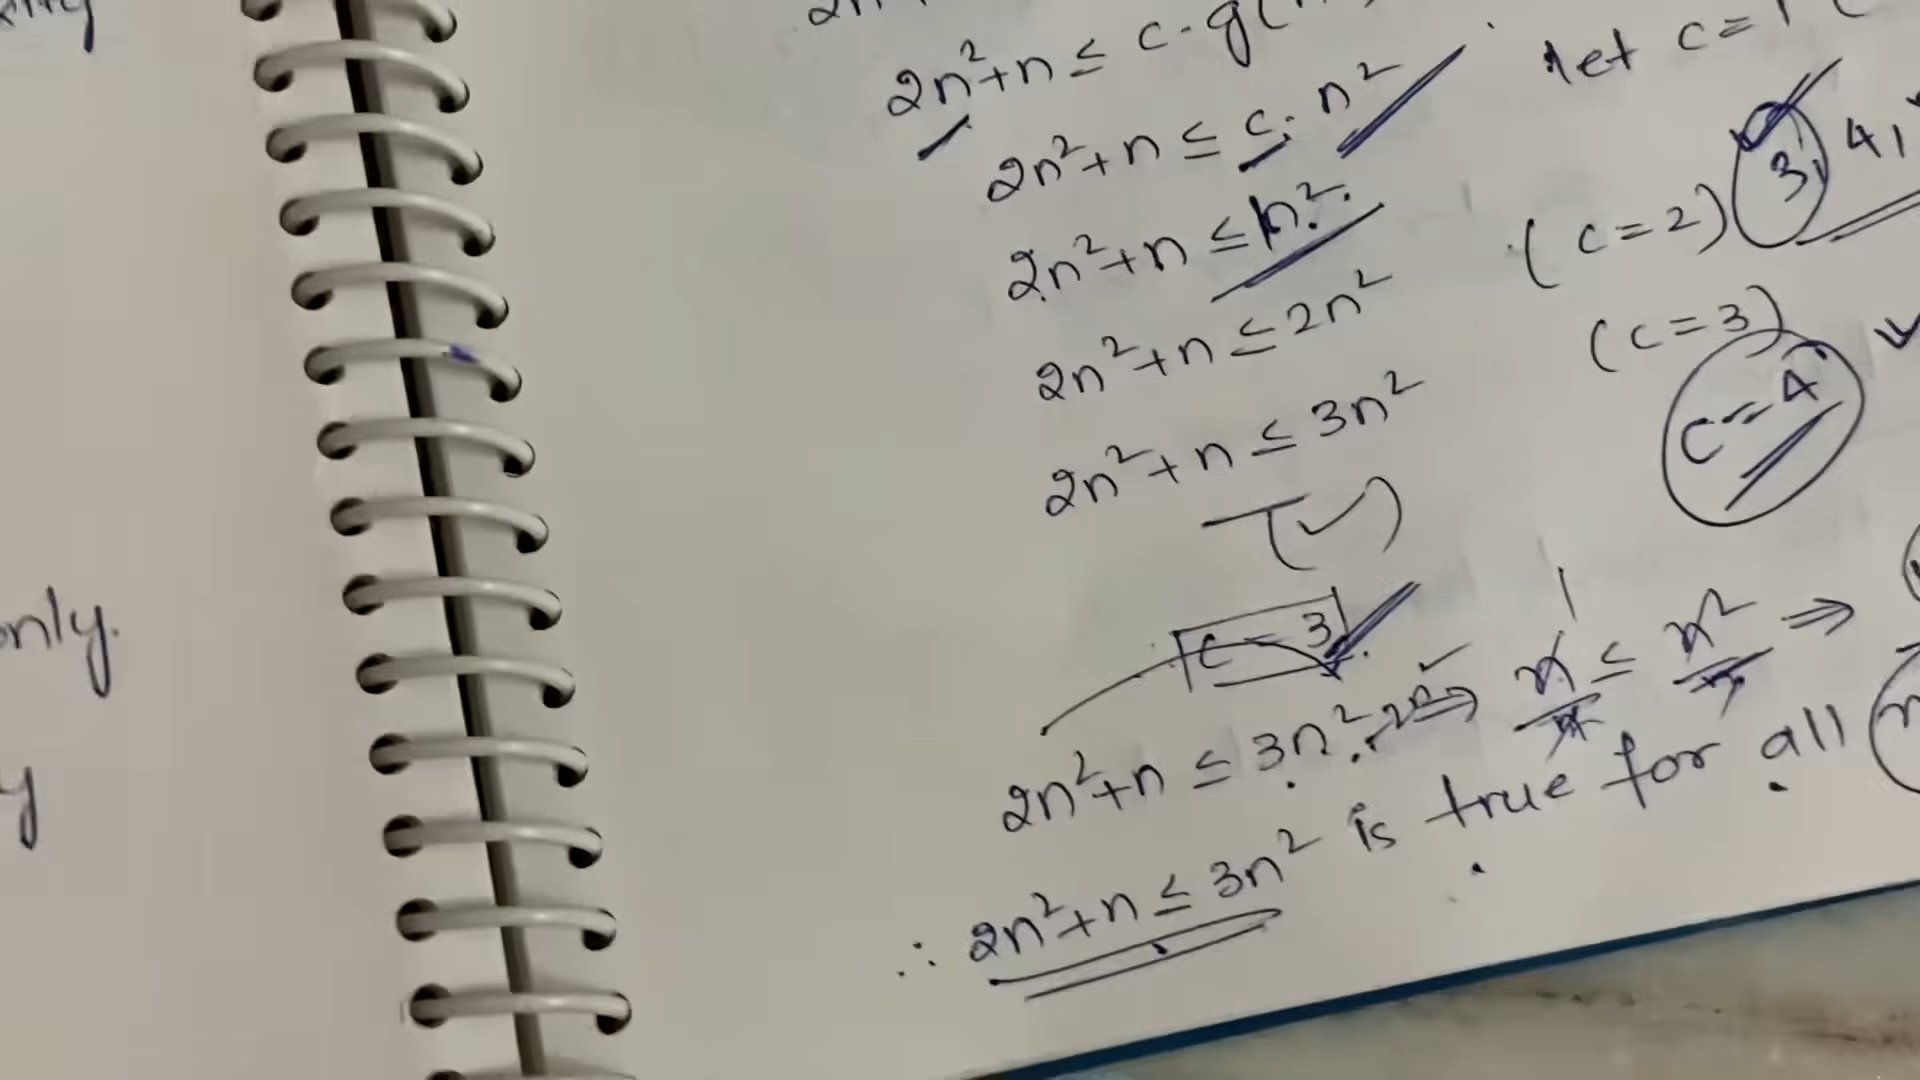 2n²+n ≤ c.g(
let c=1
2n²+n ≤ c. n²
3, 4,
2n²+n ≤ n².
(c=2)
2n²+n ≤ 2n²
(c=3)
2n²+n ≤ 3n²
c=4
(✓)
c = 3
only.
2n²+n ≤ 3n² ⇒ n/n ≤ n²/n ⇒
y
∴ 2n²+n ≤ 3n² is true for all